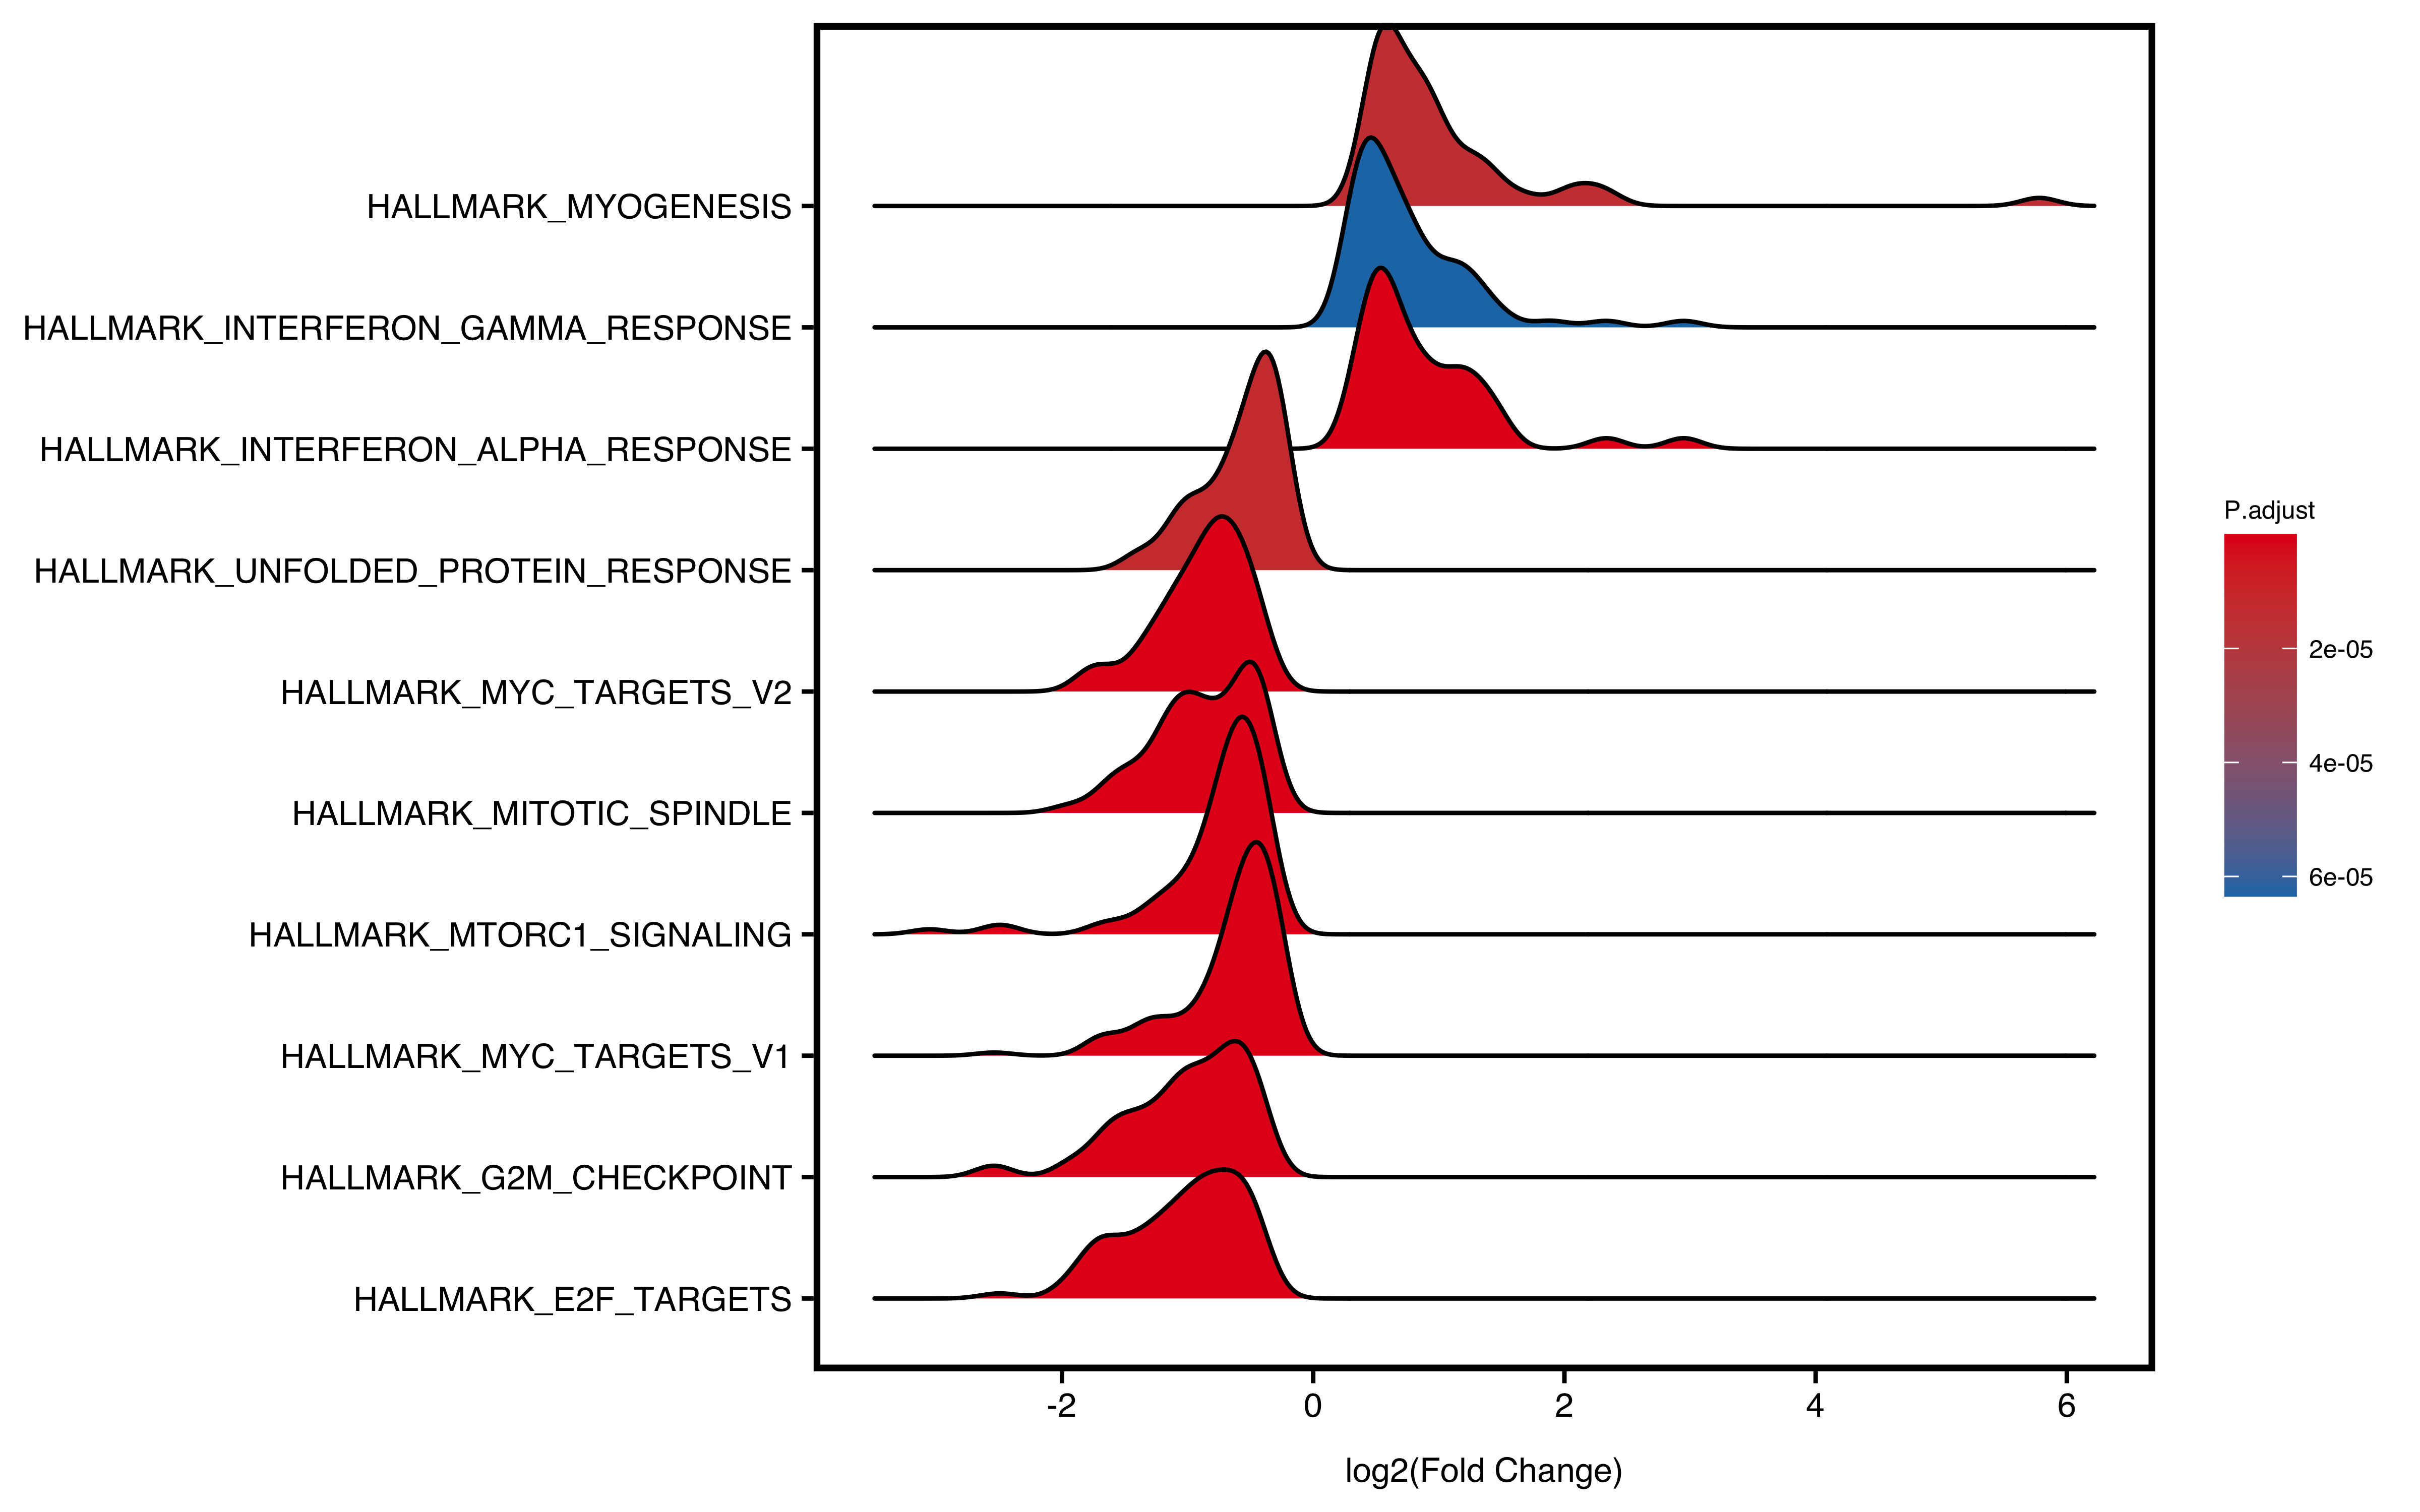 HALLMARK_MYOGENESIS
HALLMARK_INTERFERON_GAMMA_RESPONSE
HALLMARK_INTERFERON_ALPHA_RESPONSE
HALLMARK_UNFOLDED_PROTEIN_RESPONSE
HALLMARK_MYC_TARGETS_V2
HALLMARK_MITOTIC_SPINDLE
HALLMARK_MTORC1_SIGNALING
HALLMARK_MYC_TARGETS_V1
HALLMARK_G2M_CHECKPOINT
HALLMARK_E2F_TARGETS
-2 0 2 4 6
log2(Fold Change)
P.adjust
2e-05
4e-05
6e-05